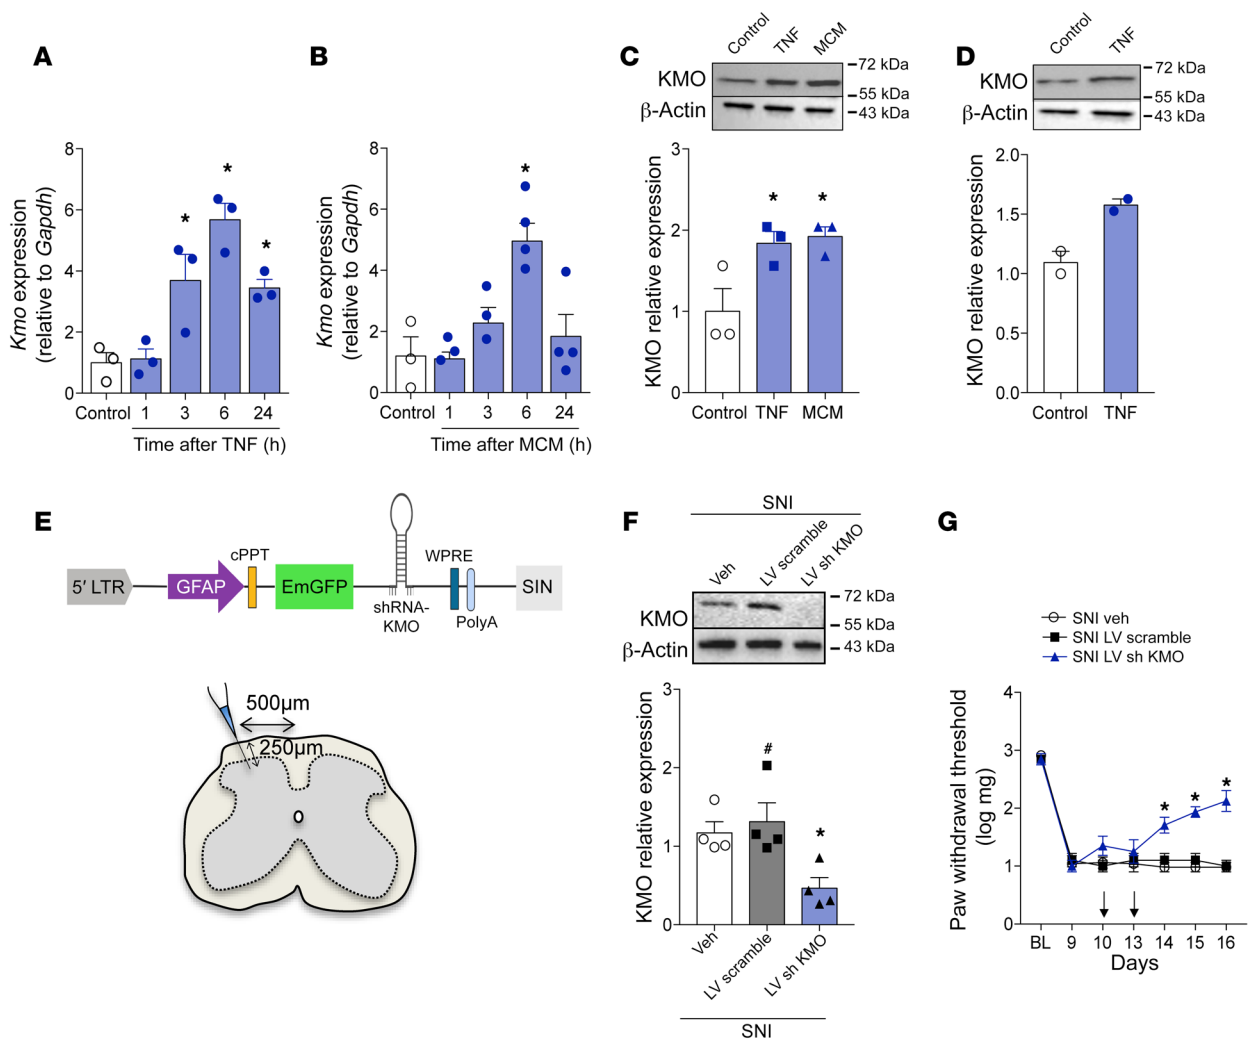 A
Kmo expression
(relative to Gapdh)
8
6
4
2
0
*
*
*
Control
1
3
6
24
Time after TNF (h)
B
Kmo expression
(relative to Gapdh)
8
6
4
2
0
*
Control
1
3
6
24
Time after MCM (h)
C
Control
TNF
MCM
KMO
β-Actin
72 kDa
55 kDa
43 kDa
KMO relative expression
3
2
1
0
*
*
Control
TNF
MCM
D
Control
TNF
KMO
β-Actin
72 kDa
55 kDa
43 kDa
KMO relative expression
2.0
1.5
1.0
0.5
0.0
Control
TNF
E
5′ LTR
GFAP
cPPT
EmGFP
shRNA-
KMO
WPRE
PolyA
SIN
500μm
250μm
F
SNI
Veh
LV scramble
LV sh KMO
KMO
β-Actin
72 kDa
55 kDa
43 kDa
KMO relative expression
3
2
1
0
#
*
Veh
LV scramble
LV sh KMO
SNI
G
SNI veh
SNI LV scramble
SNI LV sh KMO
Paw withdrawal threshold
(log mg)
4
3
2
1
0
*
*
*
BL
9
10
13
14
15
16
Days